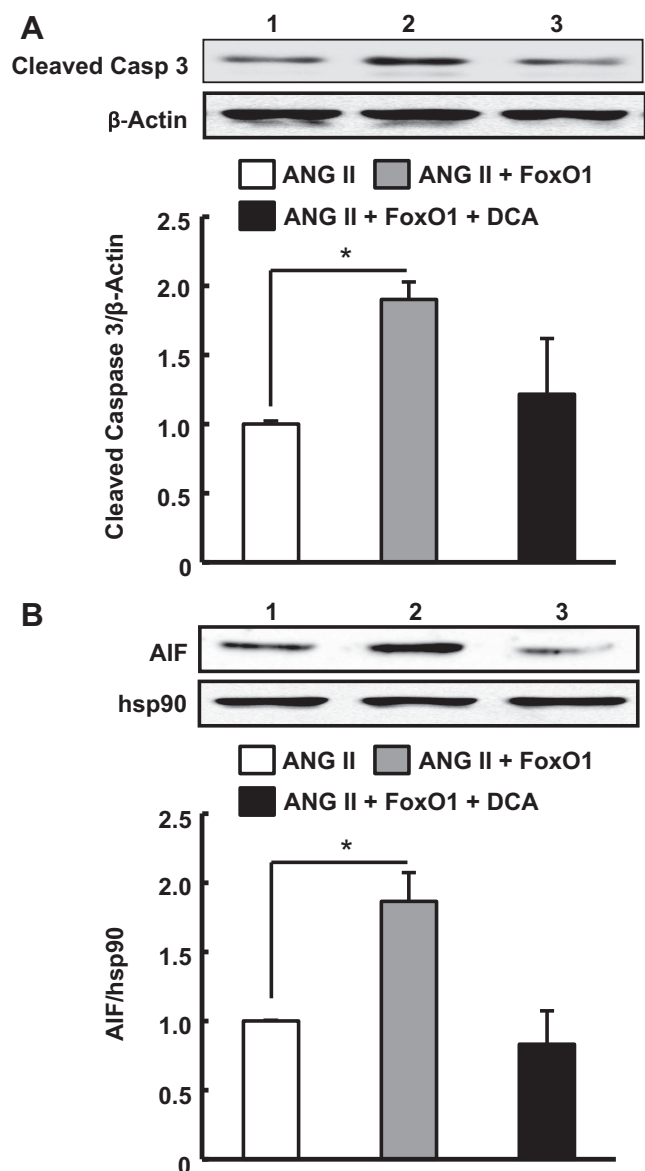 A
1 2 3
Cleaved Casp 3
β-Actin
ANG II ANG II + FoxO1
ANG II + FoxO1 + DCA
Cleaved Caspase 3/β-Actin
2.5
*
2.0
1.5
1.0
0.5
0
B
1 2 3
AIF
hsp90
ANG II ANG II + FoxO1
ANG II + FoxO1 + DCA
AIF/hsp90
2.5
*
2.0
1.5
1.0
0.5
0